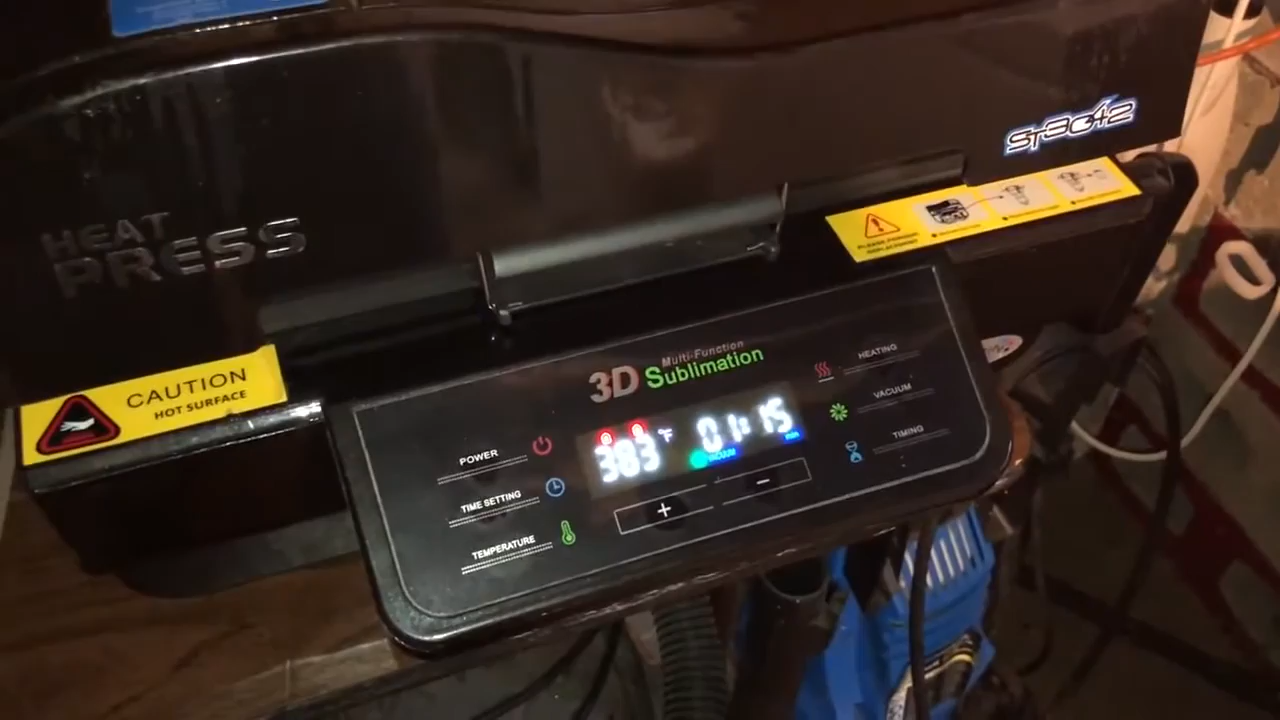 HEAT
PRESS
ST3042
CAUTION
HOT SURFACE
Multi-Function
3D Sublimation
POWER
TIME SETTING
TEMPERATURE
383 °F
01:15
VACUUM
min
+
−
HEATING
VACUUM
TIMING